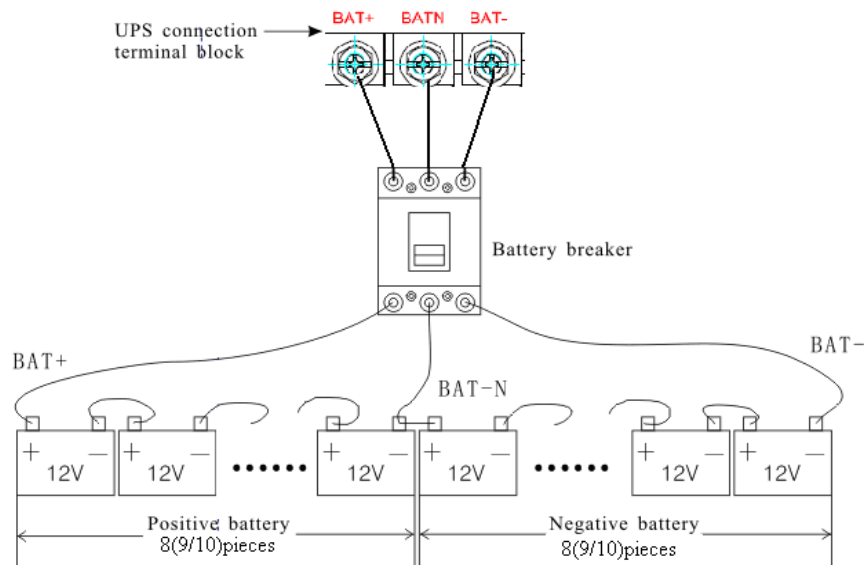 BAT+ BATN BAT-
UPS connection
terminal block
Battery breaker
BAT+
BAT-N
BAT-
+ − + − + − + − + − + −
12V 12V ...... 12V 12V ...... 12V 12V
Positive battery
8(9/10)pieces
Negative battery
8(9/10)pieces